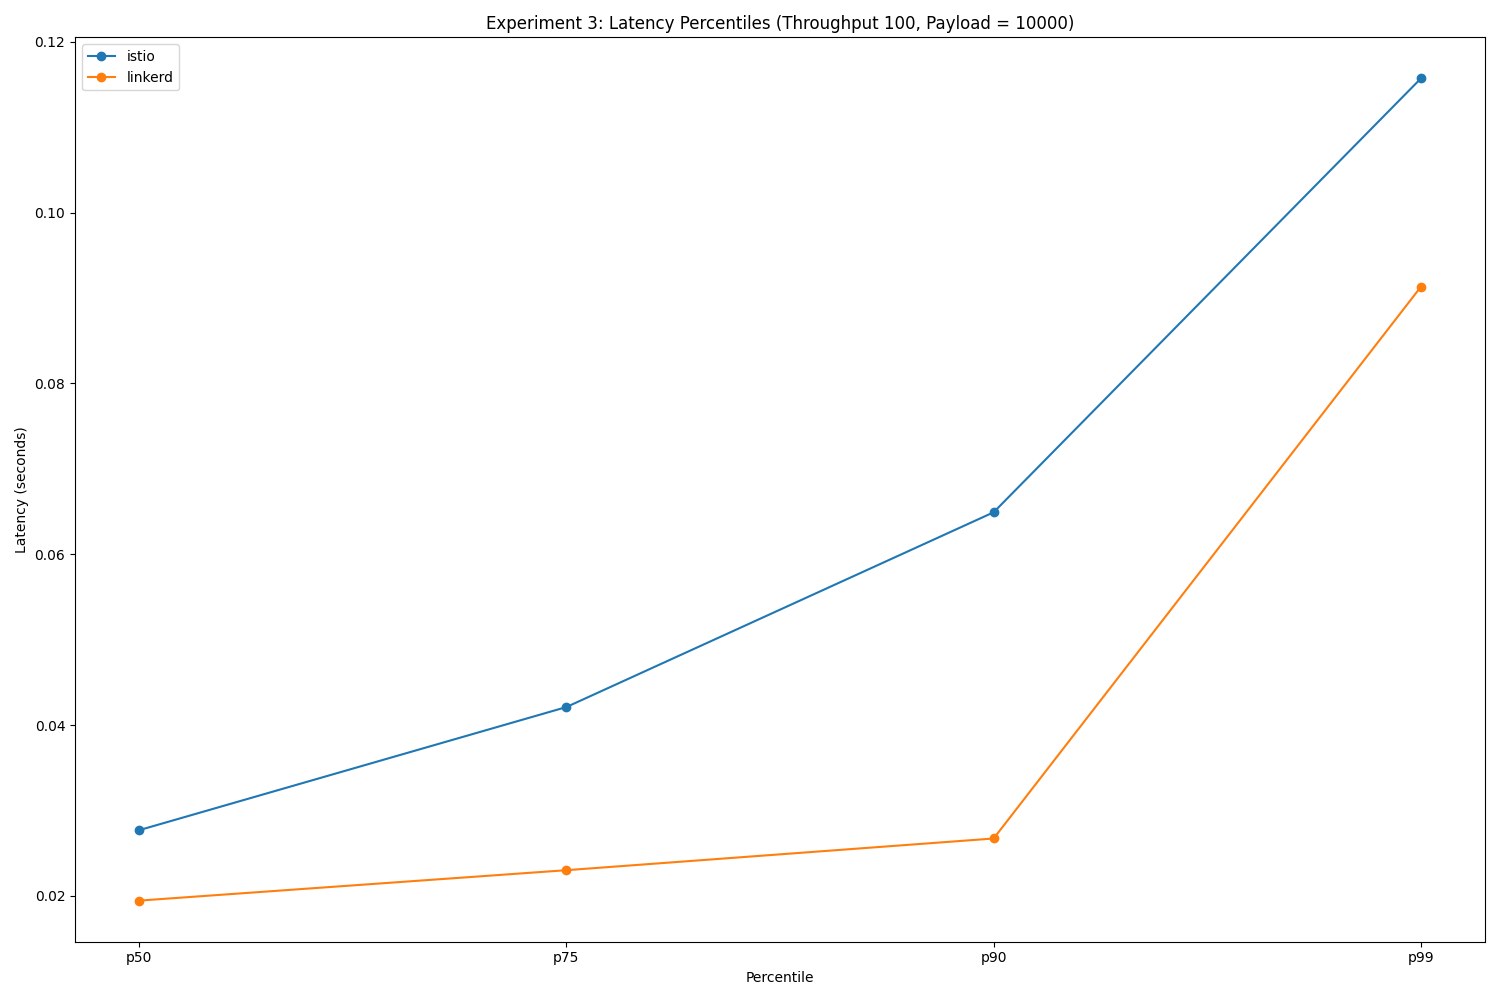 Experiment 3: Latency Percentiles (Throughput 100, Payload = 10000)
istio
linkerd
0.12
0.10
0.08
0.06
0.04
0.02
Latency (seconds)
p50 p75 p90 p99
Percentile